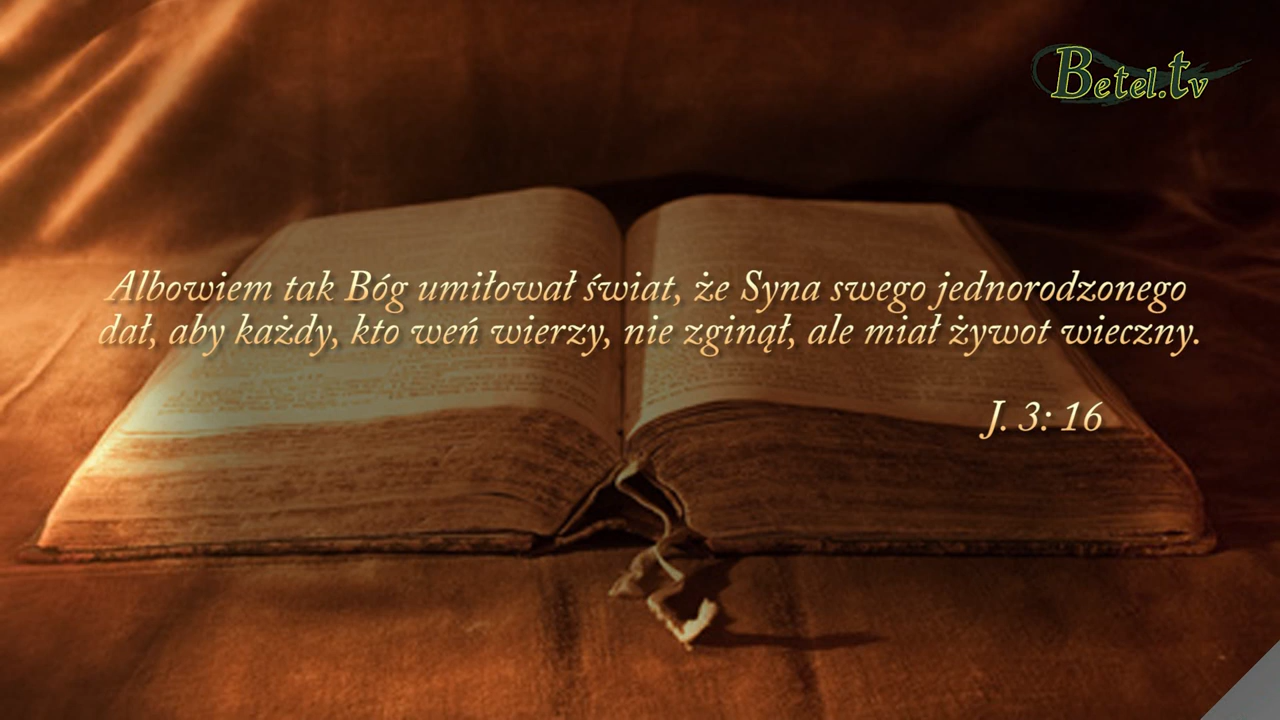 Betel.tv
Albowiem tak Bóg umiłował świat, że Syna swego jednorodzonego
dał, aby każdy, kto weń wierzy, nie zginął, ale miał żywot wieczny.
J. 3: 16